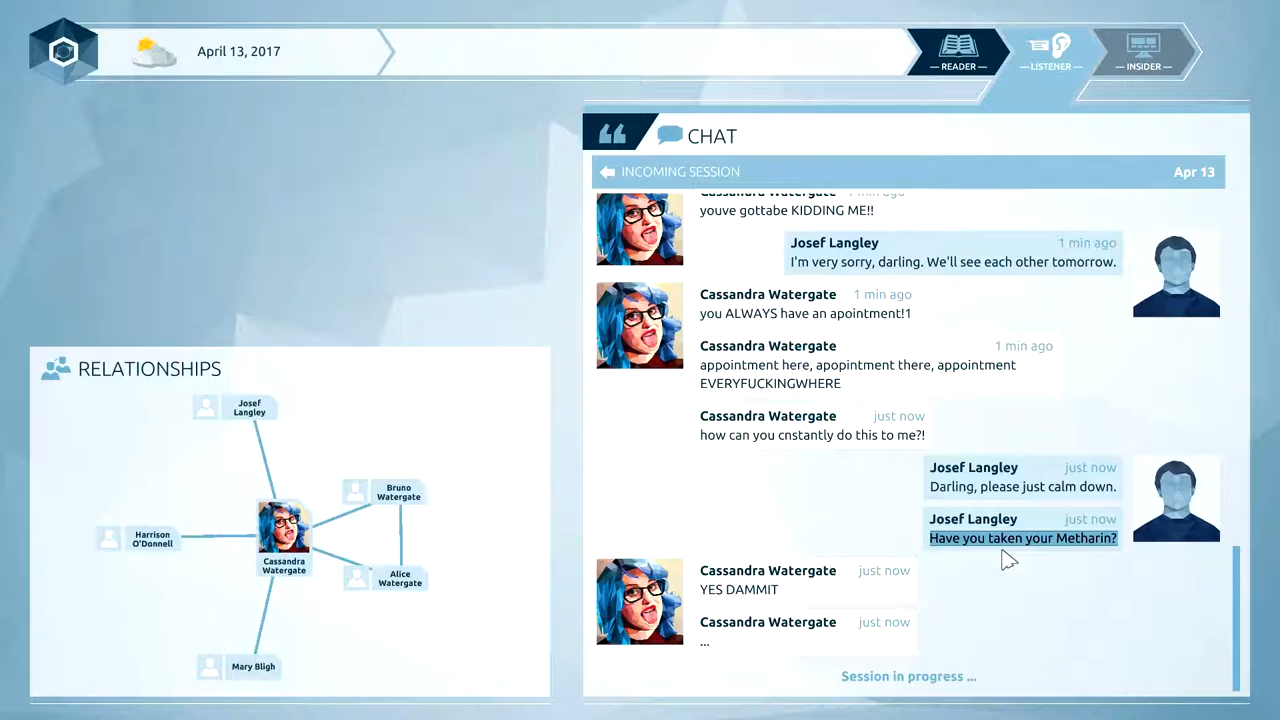 April 13, 2017
— READER —
— LISTENER —
— INSIDER —
CHAT
INCOMING SESSION
Apr 13
Cassandra Watergate 1 min ago
youve gottabe KIDDING ME!!
Josef Langley 1 min ago
I'm very sorry, darling. We'll see each other tomorrow.
Cassandra Watergate 1 min ago
you ALWAYS have an apointment!1
Cassandra Watergate 1 min ago
appointment here, apopintment there, appointment
EVERYFUCKINGWHERE
Cassandra Watergate just now
how can you cnstantly do this to me?!
Josef Langley just now
Darling, please just calm down.
Josef Langley just now
Have you taken your Metharin?
Cassandra Watergate just now
YES DAMMIT
Cassandra Watergate just now
...
Session in progress ...
RELATIONSHIPS
Josef
Langley
Bruno
Watergate
Harrison
O'Donnell
Cassandra
Watergate
Alice
Watergate
Mary Bligh